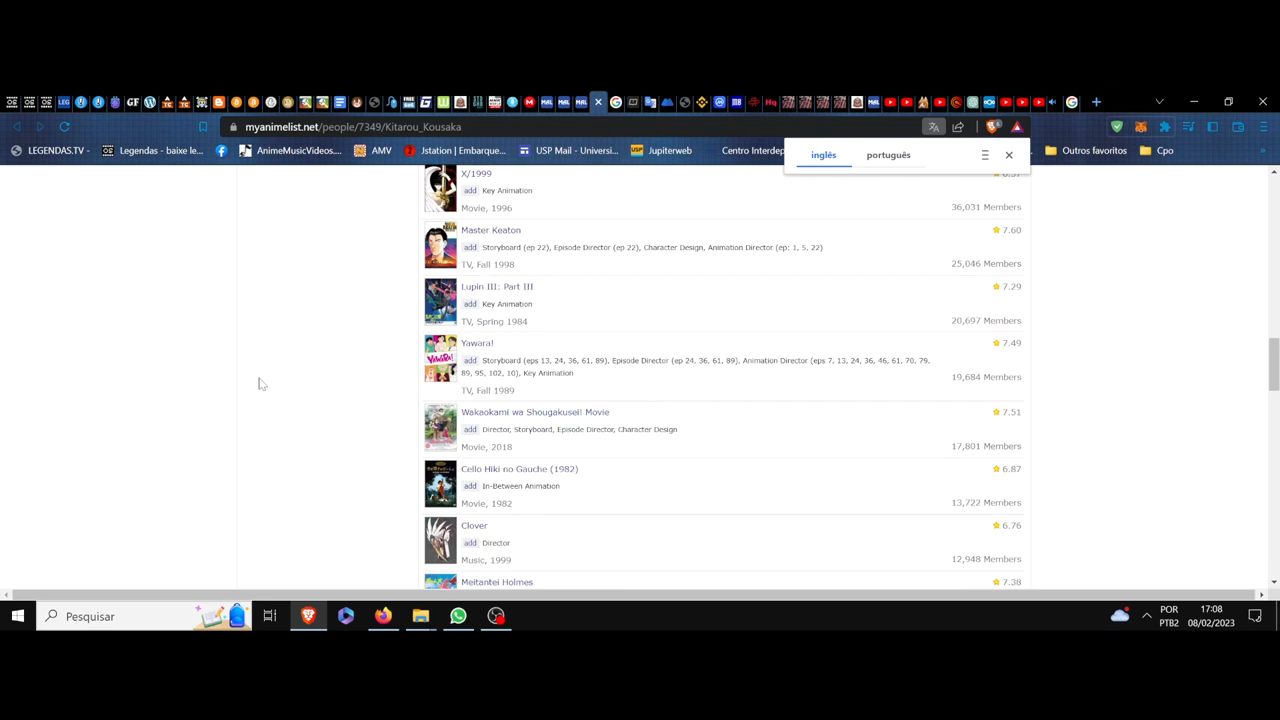 myanimelist.net/people/7349/Kitarou_Kousaka
LEGENDAS.TV -
Legendas - baixe le...
AnimeMusicVideos...
AMV
Jstation | Embarque...
USP Mail - Universi...
Jupiterweb
Centro Interdep
Outros favoritos
Cpo
inglês
português
X/1999
add Key Animation
Movie, 1996
36,031 Members
Master Keaton
7.60
add Storyboard (ep 22), Episode Director (ep 22), Character Design, Animation Director (ep: 1, 5, 22)
TV, Fall 1998
25,046 Members
Lupin III: Part III
7.29
add Key Animation
TV, Spring 1984
20,697 Members
Yawara!
7.49
add Storyboard (eps 13, 24, 36, 61, 89), Episode Director (ep 24, 36, 61, 89), Animation Director (eps 7, 13, 24, 36, 46, 61, 70, 79,
89, 95, 102, 10), Key Animation
19,684 Members
TV, Fall 1989
Wakaokami wa Shougakusei! Movie
7.51
add Director, Storyboard, Episode Director, Character Design
Movie, 2018
17,801 Members
Cello Hiki no Gauche (1982)
6.87
add In-Between Animation
Movie, 1982
13,722 Members
Clover
6.76
add Director
Music, 1999
12,948 Members
Meitantei Holmes
7.38
Pesquisar
POR
PTB2
17:08
08/02/2023